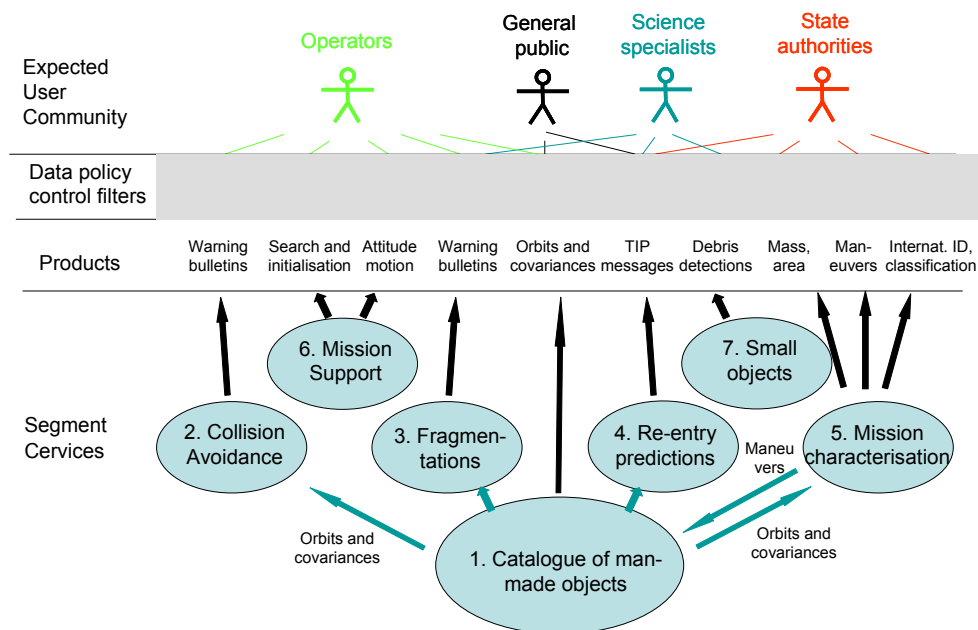 Operators
General
public
Science
specialists
State
authorities
Expected
User
Community
Data policy
control filters
Products
Warning
bulletins
Search and
initialisation
Attitude
motion
Warning
bulletins
Orbits and
covariances
TIP
messages
Debris
detections
Mass,
area
Man-
euvers
Internat. ID,
classification
6. Mission
Support
7. Small
objects
Segment
Cervices
2. Collision
Avoidance
3. Fragmen-
tations
4. Re-entry
predictions
Maneu
vers
5. Mission
characterisation
Orbits and
covariances
1. Catalogue of man-
made objects
Orbits and
covariances